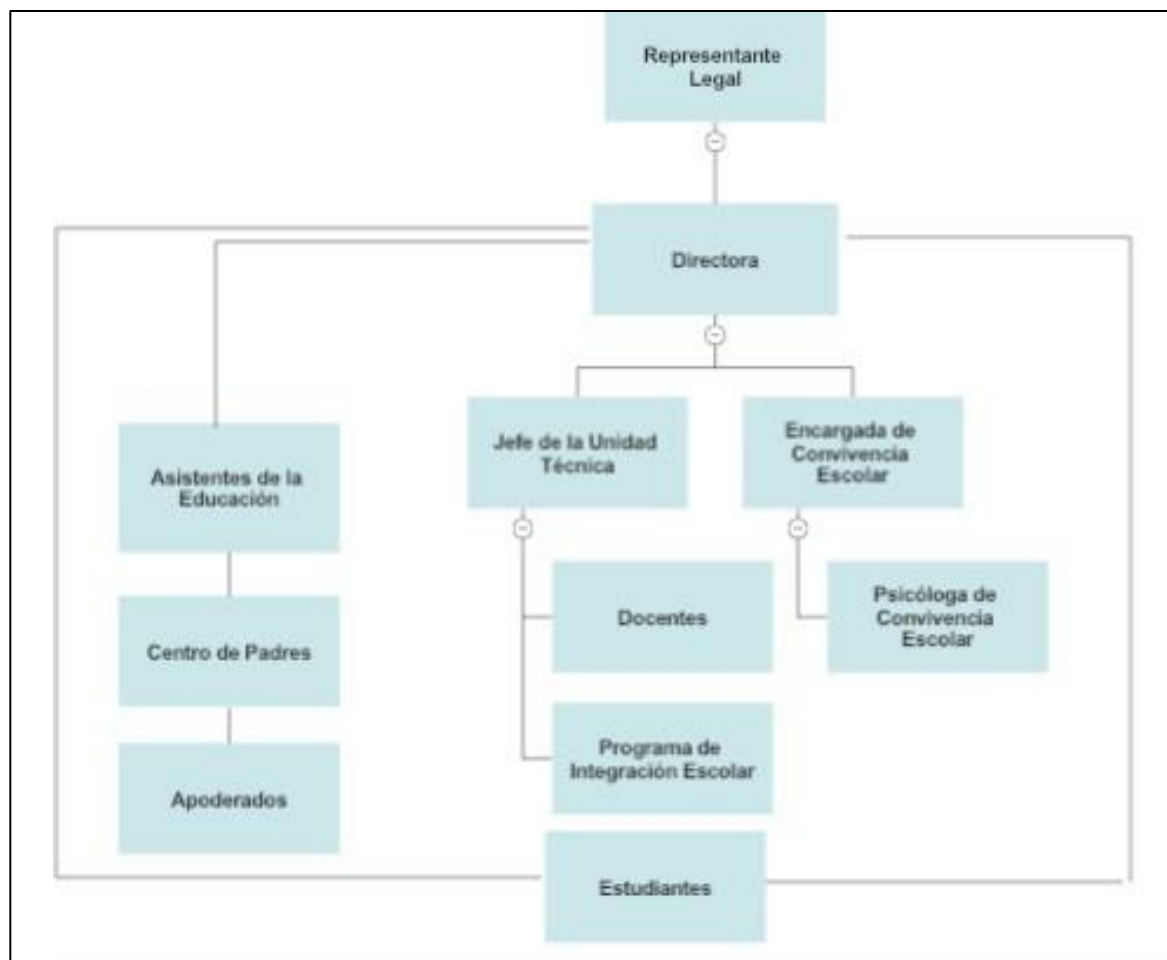 Representante
Legal
Directora
Jefe de la Unidad
Técnica
Encargada de
Convivencia
Escolar
Asistentes de la
Educación
Docentes
Psicóloga de
Convivencia
Escolar
Centro de Padres
Programa de
Integración Escolar
Apoderados
Estudiantes